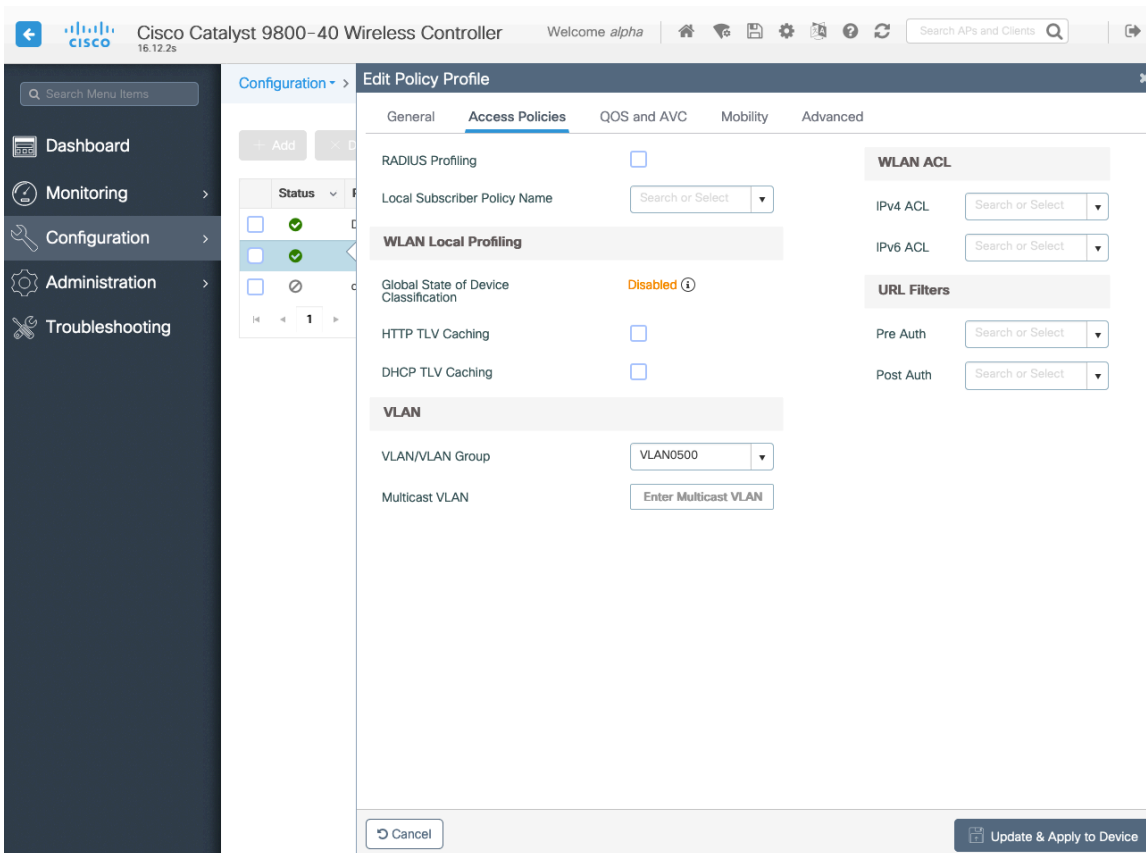 CISCO
Cisco Catalyst 9800-40 Wireless Controller
16.12.2s
Welcome alpha
Search APs and Clients
Search Menu Items
Dashboard
Monitoring
Configuration
Administration
Troubleshooting
Configuration
Add
Status
1
Edit Policy Profile
General Access Policies QOS and AVC Mobility Advanced
RADIUS Profiling
Local Subscriber Policy Name Search or Select
WLAN Local Profiling
Global State of Device
Classification
Disabled
HTTP TLV Caching
DHCP TLV Caching
VLAN
VLAN/VLAN Group VLAN0500
Multicast VLAN Enter Multicast VLAN
WLAN ACL
IPv4 ACL Search or Select
IPv6 ACL Search or Select
URL Filters
Pre Auth Search or Select
Post Auth Search or Select
Cancel
Update & Apply to Device